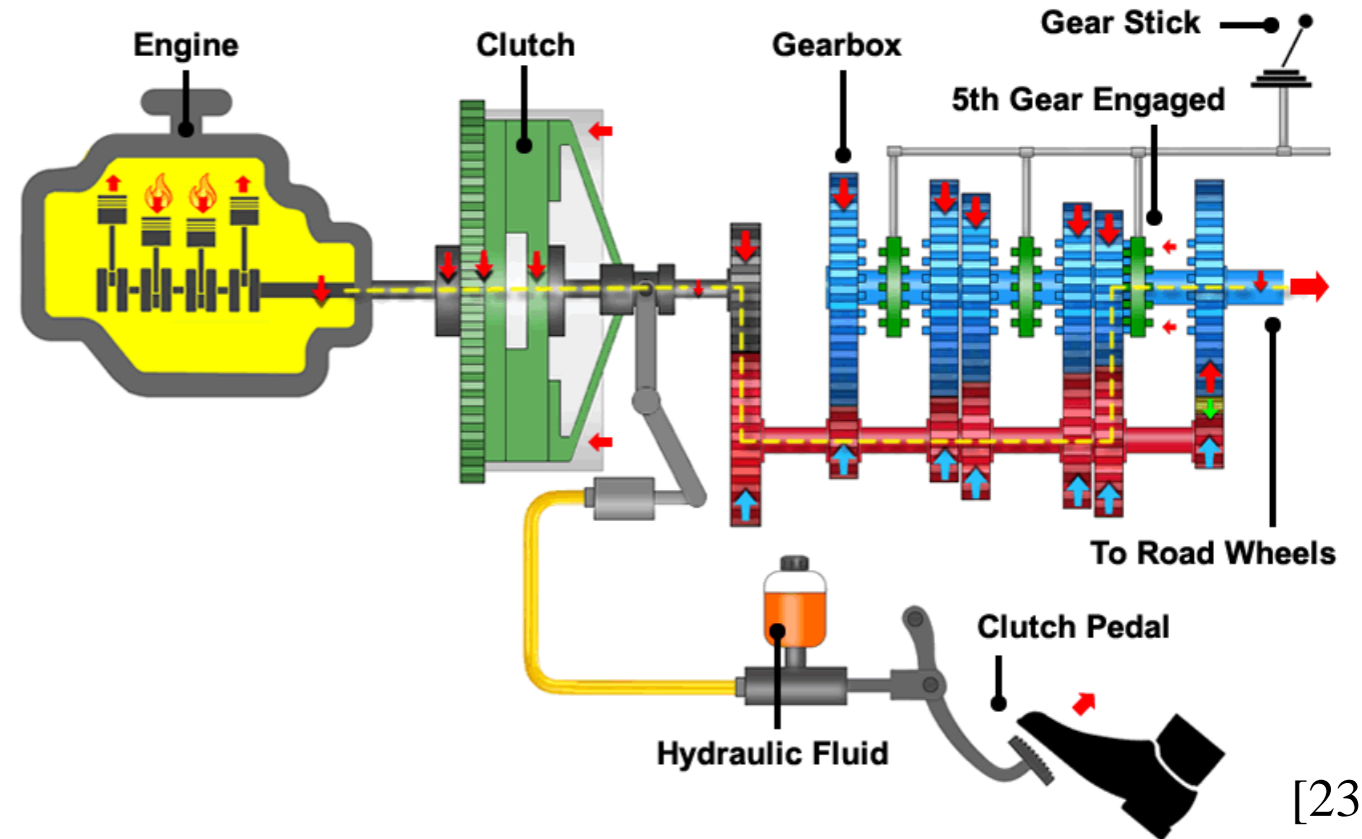 Gear Stick
Engine
Clutch
Gearbox
5th Gear Engaged
To Road Wheels
Clutch Pedal
Hydraulic Fluid
[23